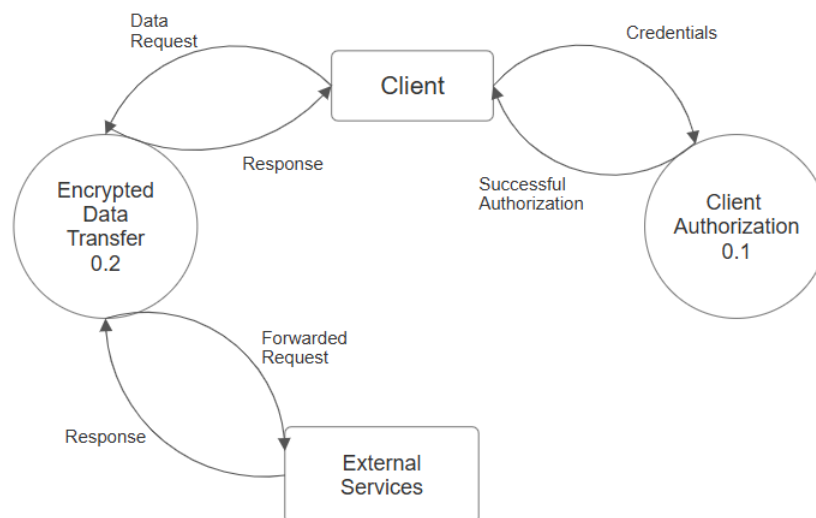 Data
Request
Client
Credentials
Response
Successful
Authorization
Encrypted
Data
Transfer
0.2
Client
Authorization
0.1
Forwarded
Request
Response
External
Services